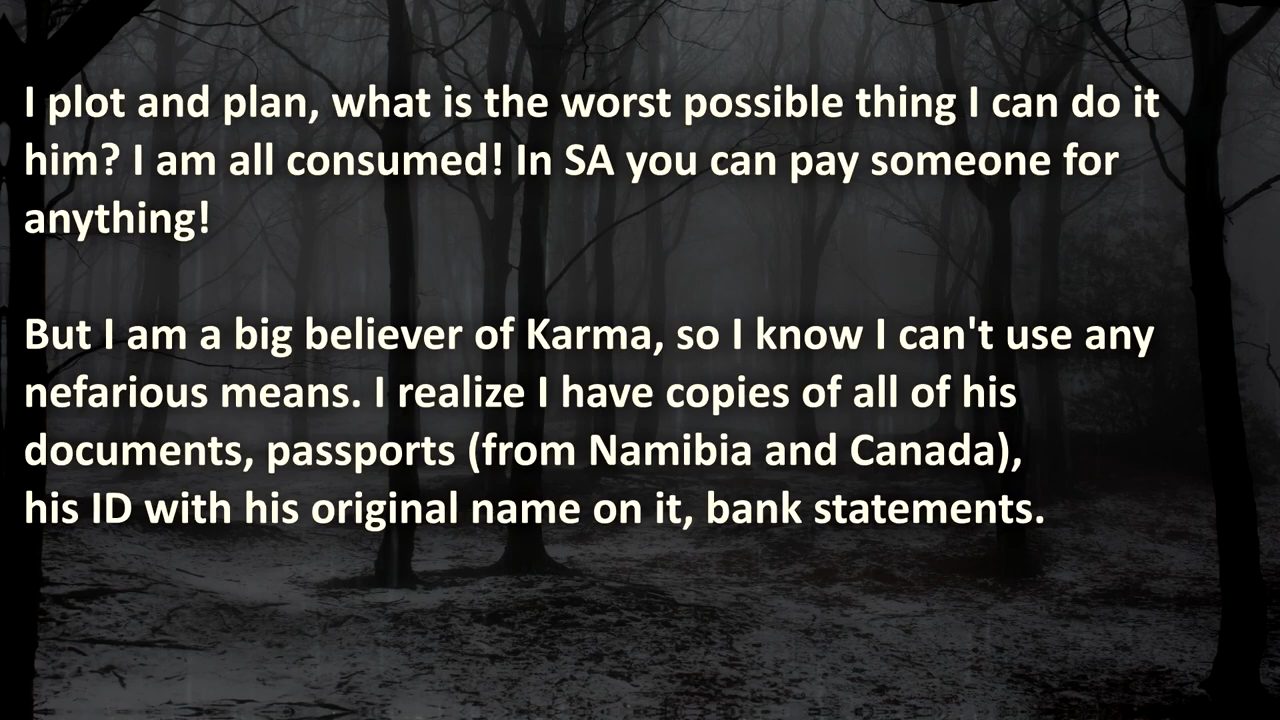 I plot and plan, what is the worst possible thing I can do it
him? I am all consumed! In SA you can pay someone for
anything!
But I am a big believer of Karma, so I know I can't use any
nefarious means. I realize I have copies of all of his
documents, passports (from Namibia and Canada),
his ID with his original name on it, bank statements.